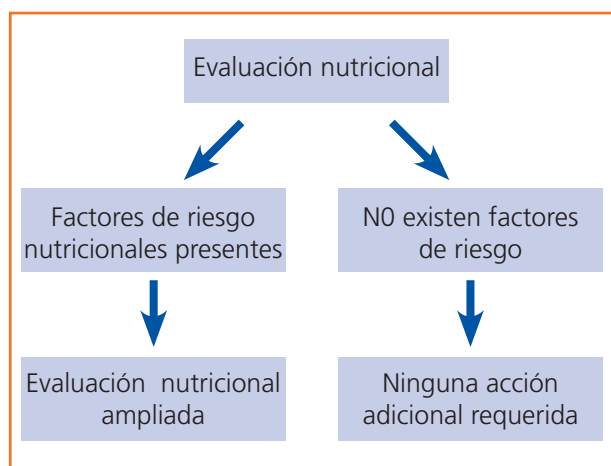 Evaluación nutricional
Factores de riesgo
nutricionales presentes
N0 existen factores
de riesgo
Evaluación nutricional
ampliada
Ninguna acción
adicional requerida